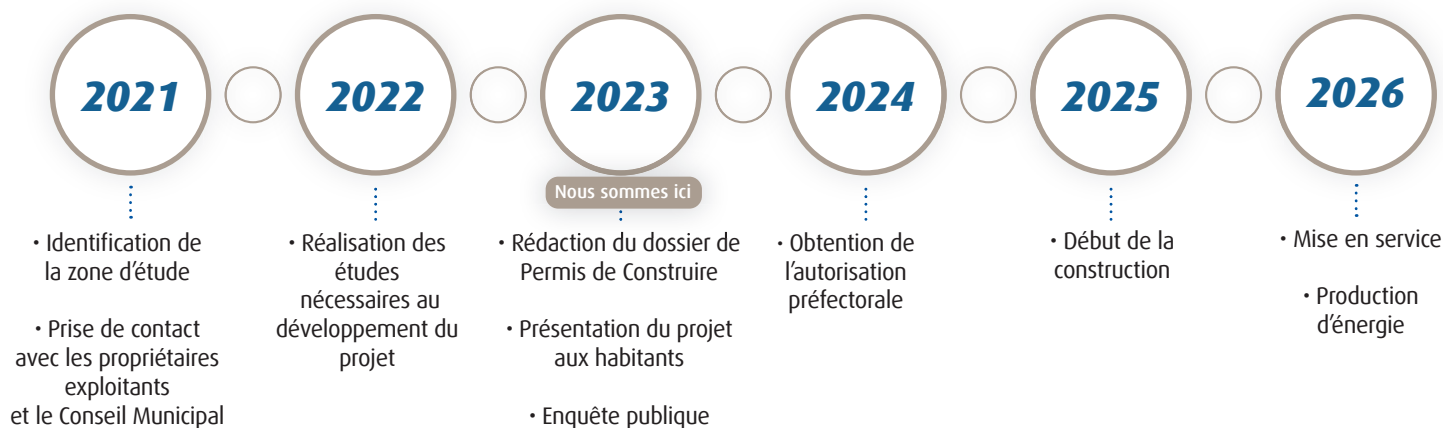 2021
• Identification de
la zone d'étude
• Prise de contact
avec les propriétaires
exploitants
et le Conseil Municipal
2022
• Réalisation des
études
nécessaires au
développement du
projet
2023
Nous sommes ici
• Rédaction du dossier de
Permis de Construire
• Présentation du projet
aux habitants
• Enquête publique
2024
• Obtention de
l'autorisation
préfectorale
2025
• Début de la
construction
2026
• Mise en service
• Production
d'énergie